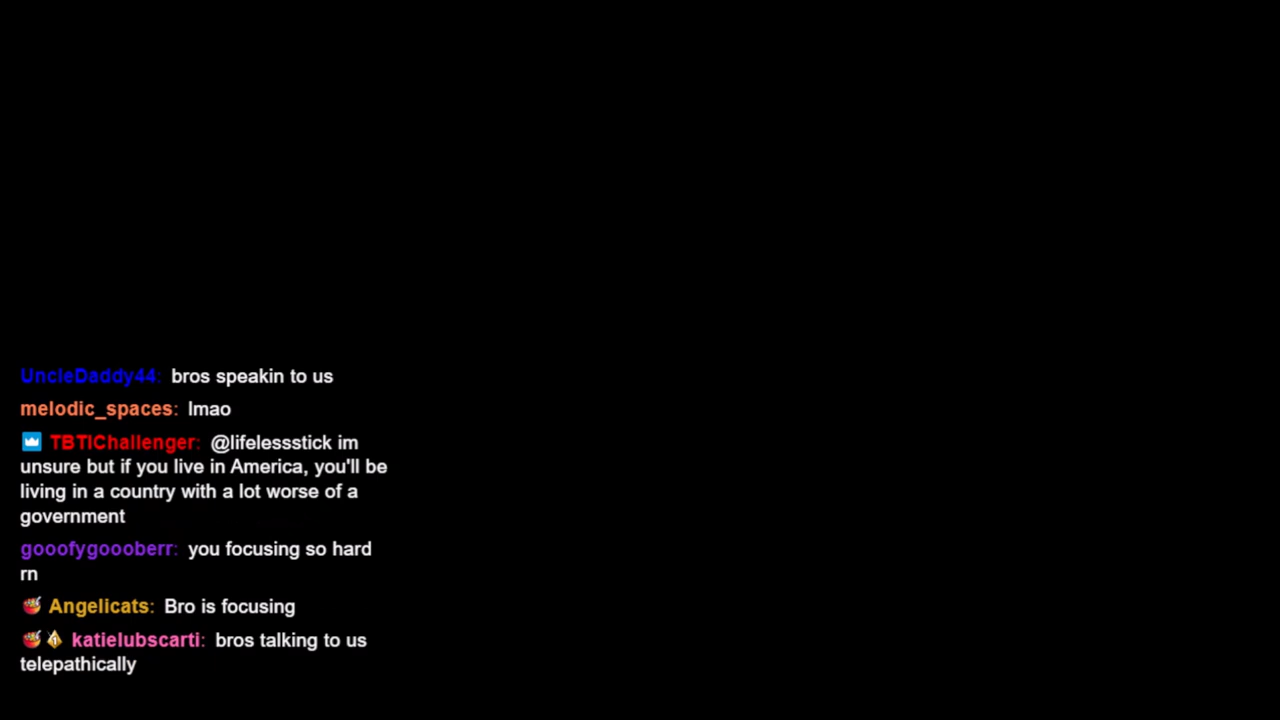 UncleDaddy44: bros speakin to us
melodic_spaces: lmao
TBTIChallenger: @lifelessstick im
unsure but if you live in America, you'll be
living in a country with a lot worse of a
government
gooofygoooberr: you focusing so hard
rn
Angelicats: Bro is focusing
katielubscarti: bros talking to us
telepathically